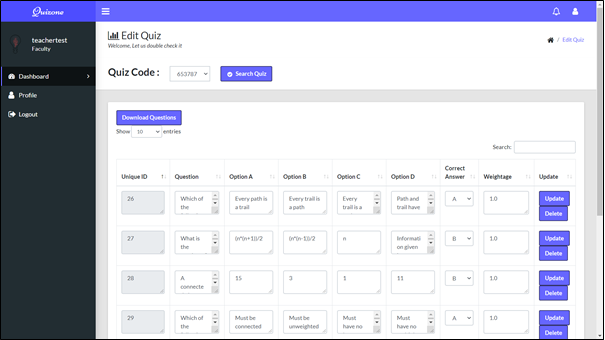 Quizone
teachertest
Faculty
Dashboard
Profile
Logout
Edit Quiz
Welcome. Let us double check it
/ Edit Quiz
Quiz Code :
653787
Search Quiz
Download Questions
Show 10 entries
Search:
Unique ID Question Option A Option B Option C Option D Correct Answer Weightage Update
26 Which of the Every path is a trail Every trail is a path Every trail is a Path and trail have A 1.0 Update Delete
27 What is the (n*(n+1))/2 (n*(n-1))/2 n Informati on given B 1.0 Update Delete
28 A connecte 15 3 1 11 B 1.0 Update Delete
29 Which of the Must be connected Must be unweighted Must have no Must have no A 1.0 Update Delete